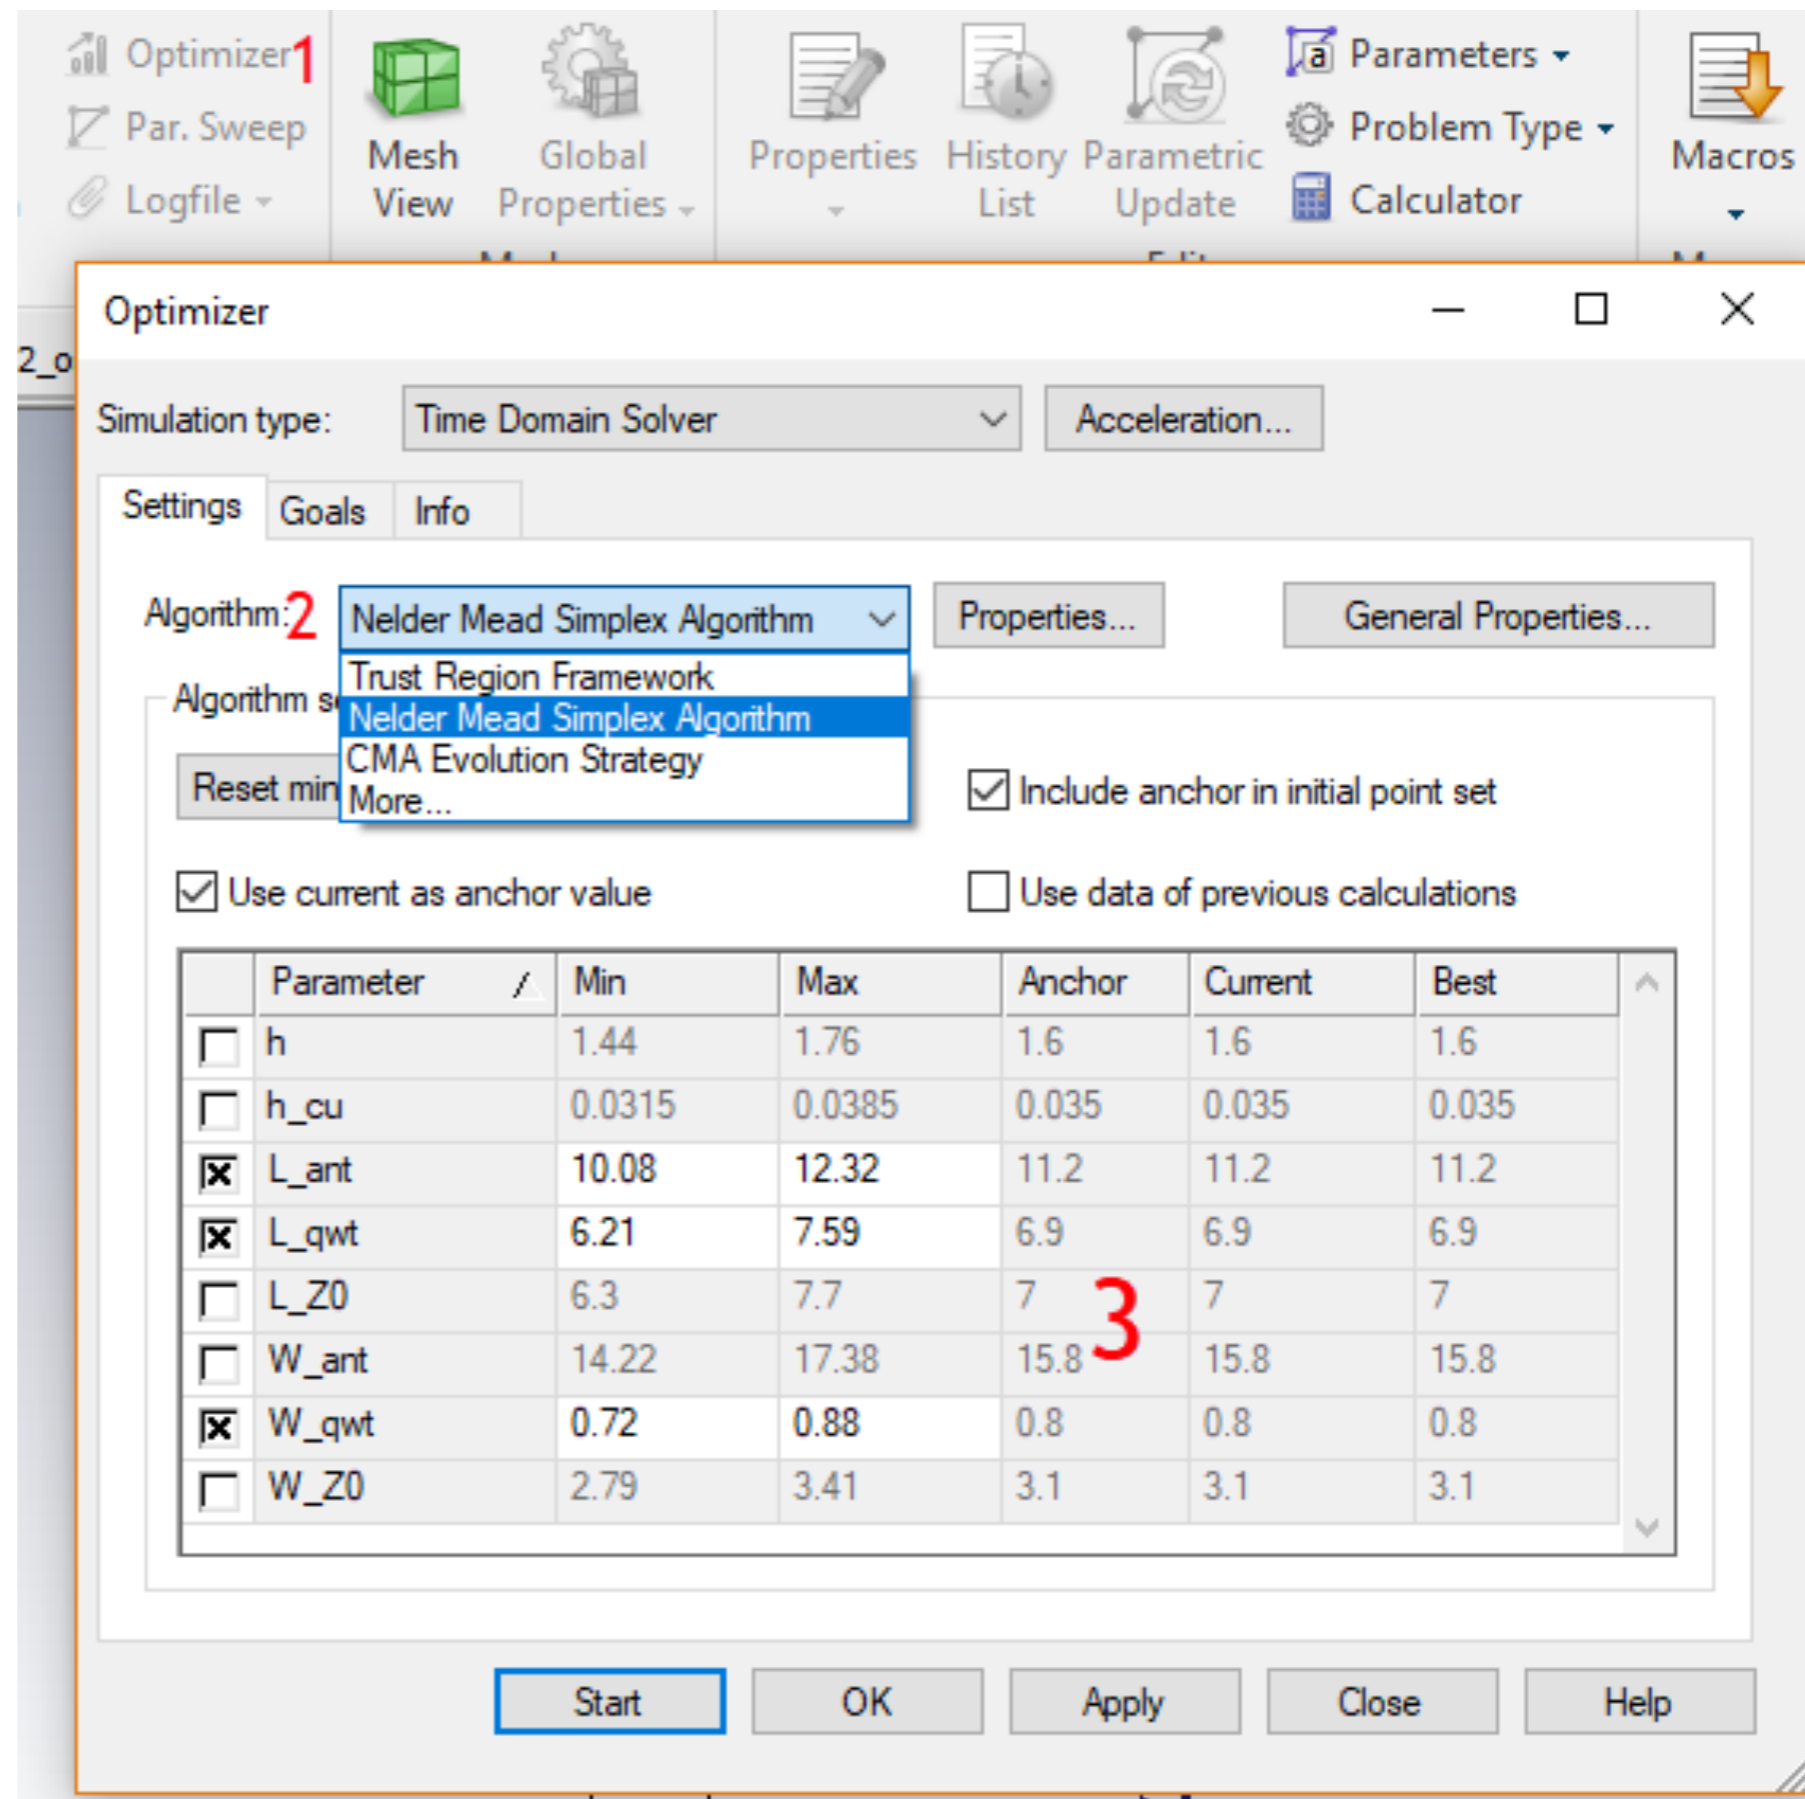 Optimizer 1
Par. Sweep
Logfile
Mesh View
Global Properties
Properties
History List
Parametric Update
Parameters
Problem Type
Calculator
Macros
Optimizer
2_o
Simulation type: Time Domain Solver Acceleration...
Settings Goals Info
Algorithm: 2 Nelder Mead Simplex Algorithm Properties... General Properties...
Trust Region Framework
Algorithm s
Nelder Mead Simplex Algorithm
CMA Evolution Strategy
Reset min
More...
Include anchor in initial point set
Use current as anchor value Use data of previous calculations
Parameter Min Max Anchor Current Best
h 1.44 1.76 1.6 1.6 1.6
h_cu 0.0315 0.0385 0.035 0.035 0.035
L_ant 10.08 12.32 11.2 11.2 11.2
L_qwt 6.21 7.59 6.9 6.9 6.9
L_Z0 6.3 7.7 7 7 7
3
W_ant 14.22 17.38 15.8 15.8 15.8
W_qwt 0.72 0.88 0.8 0.8 0.8
W_Z0 2.79 3.41 3.1 3.1 3.1
Start OK Apply Close Help